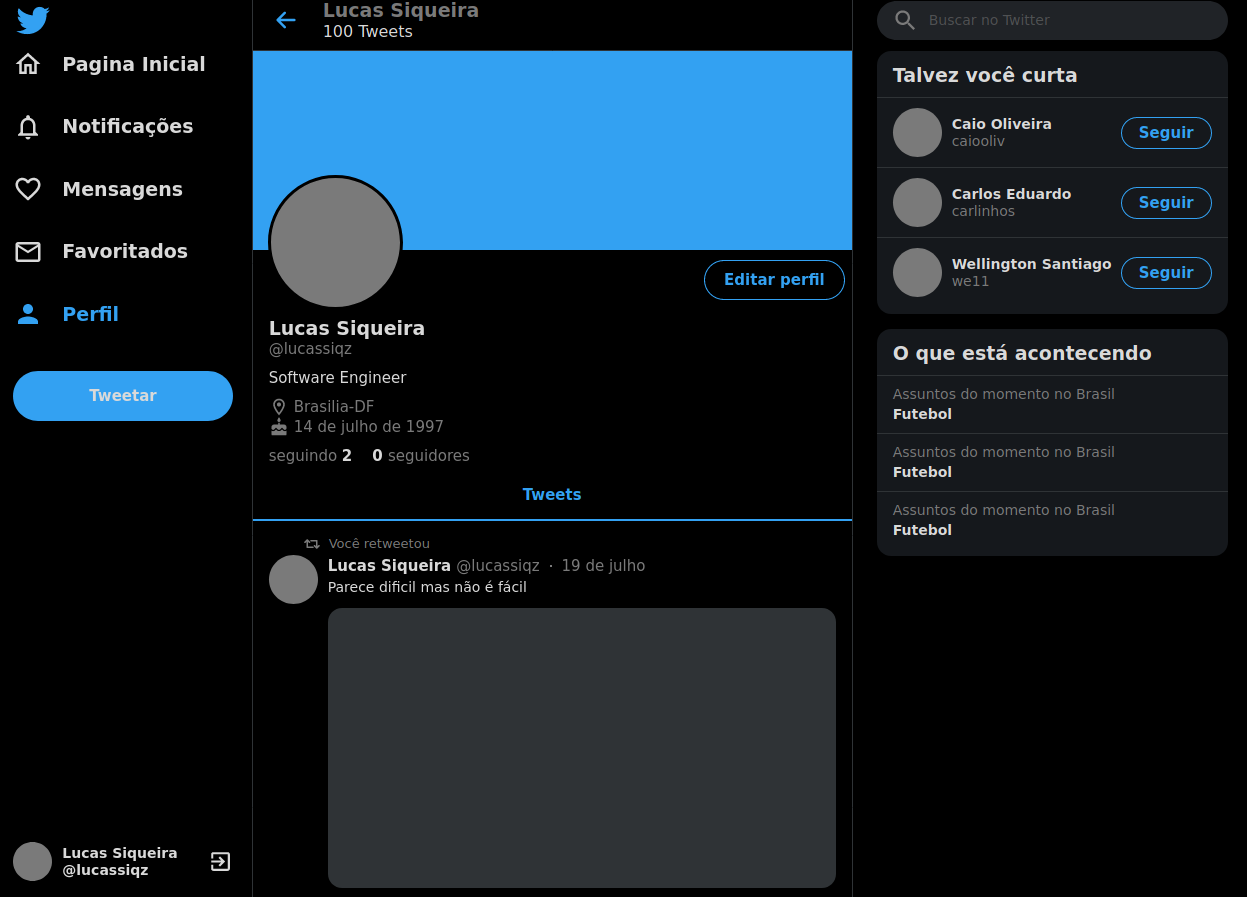 Pagina Inicial
Notificações
Mensagens
Favoritados
Perfil
Tweetar
Lucas Siqueira
@lucassiqz
Lucas Siqueira
100 Tweets
Editar perfil
Lucas Siqueira
@lucassiqz
Software Engineer
Brasilia-DF
14 de julho de 1997
seguindo 2 0 seguidores
Tweets
Você retweetou
Lucas Siqueira @lucassiqz · 19 de julho
Parece dificil mas não é fácil
Buscar no Twitter
Talvez você curta
Caio Oliveira
caiooliv
Seguir
Carlos Eduardo
carlinhos
Seguir
Wellington Santiago
we11
Seguir
O que está acontecendo
Assuntos do momento no Brasil
Futebol
Assuntos do momento no Brasil
Futebol
Assuntos do momento no Brasil
Futebol